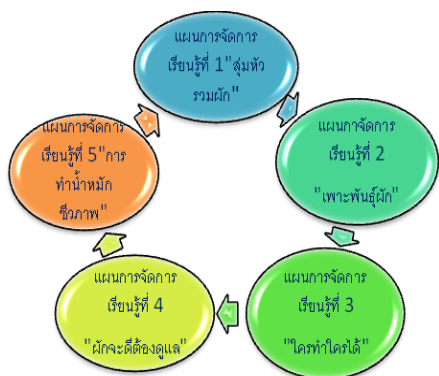 แผนการจัดการ
เรียนรู้ที่ 1"สุ่มหัว
รวมผัก"
แผนการจัดการ
เรียนรู้ที่ 2
"เพาะพันธุ์ผัก"
แผนการจัดการ
เรียนรู้ที่ 3
"ใครทำใครได้"
แผนการจัดการ
เรียนรู้ที่ 4
"ผักจะดีต้องดูแล"
แผนการจัดการ
เรียนรู้ที่ 5"การ
ทำน้ำหมัก
ชีวภาพ"